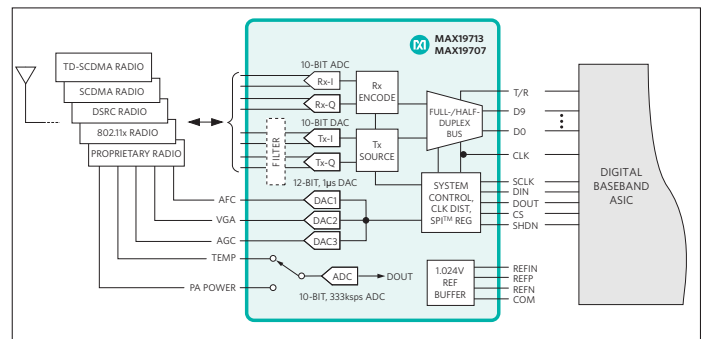 MAX19713
MAX19707
TD-SCDMA RADIO
SCDMA RADIO
DSRC RADIO
802.11x RADIO
PROPRIETARY RADIO
10-BIT ADC
Rx-I
Rx-Q
10-BIT DAC
Tx-I
Tx-Q
FILTER
Rx
ENCODE
Tx
SOURCE
FULL-/HALF-
DUPLEX
BUS
T/R
D9
D0
CLK
12-BIT, 1µs DAC
AFC
DAC1
VGA
DAC2
AGC
DAC3
SYSTEM
CONTROL,
CLK DIST,
SPI™ REG
SCLK
DIN
DOUT
CS
SHDN
DIGITAL
BASEBAND
ASIC
TEMP
PA POWER
ADC
DOUT
10-BIT, 333ksps ADC
1.024V
REF
BUFFER
REFIN
REFP
REFN
COM